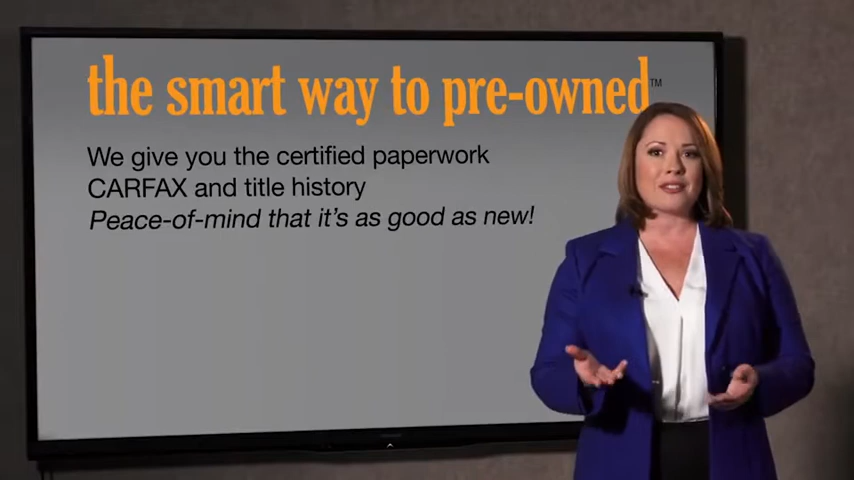 the smart way to pre-owned™
We give you the certified paperwork
CARFAX and title history
Peace-of-mind that it's as good as new!